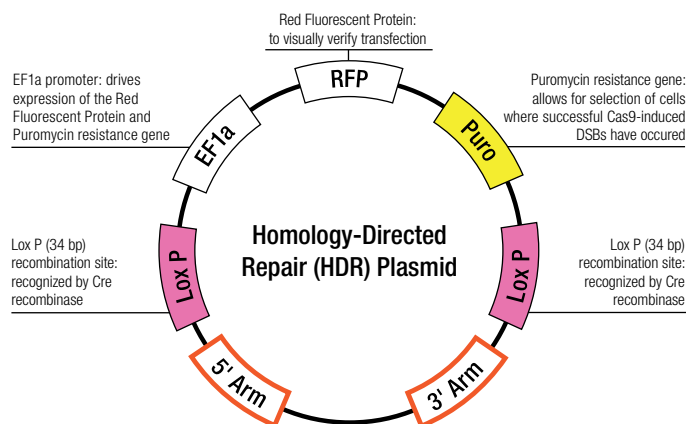 Red Fluorescent Protein:
to visually verify transfection
RFP
EF1a promoter: drives
expression of the Red
Fluorescent Protein and
Puromycin resistance gene
Puromycin resistance gene:
allows for selection of cells
where successful Cas9-induced
DSBs have occured
EF1a
Puro
Homology-Directed
Repair (HDR) Plasmid
Lox P (34 bp)
recombination site:
recognized by Cre
recombinase
Lox P
Lox P
Lox P (34 bp)
recombination site:
recognized by Cre
recombinase
5' Arm
3' Arm